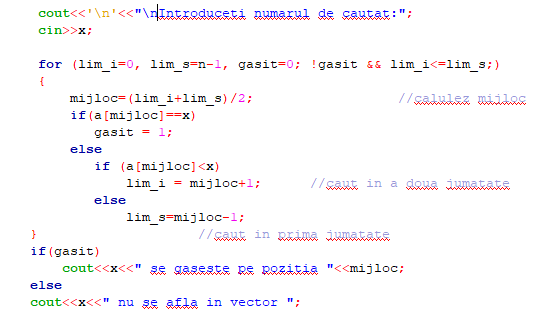 cout<<'\n'<<"\nIntroduceti numarul de cautat:";
cin>>x;
for (lim_i=0, lim_s=n-1, gasit=0; !gasit && lim_i<=lim_s;)
{
mijloc=(lim_i+lim_s)/2; //calulez mijloc
if(a[mijloc]==x)
gasit = 1;
else
if (a[mijloc]<x)
lim_i = mijloc+1; //caut in a doua jumatate
else
lim_s=mijloc-1;
} //caut in prima jumatate
if(gasit)
cout<<x<<" se gaseste pe pozitia "<<mijloc;
else
cout<<x<<" nu se afla in vector ";